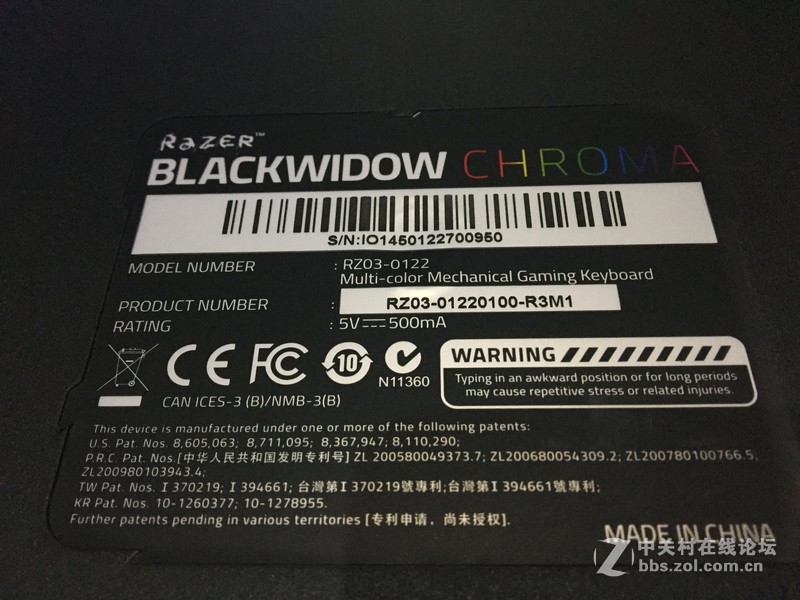 RAZER™
BLACKWIDOW CHROMA
S/N:IO1450122700950
MODEL NUMBER : RZ03-0122
Multi-color Mechanical Gaming Keyboard
PRODUCT NUMBER : RZ03-01220100-R3M1
RATING : 5V⎓500mA
CE FC 10 N11360
CAN ICES-3 (B)/NMB-3(B)
WARNING
Typing in an awkward position or for long periods
may cause repetitive stress or related injuries.
This device is manufactured under one or more of the following patents:
U.S. Pat. Nos. 8,605,063; 8,711,095; 8,367,947; 8,110,290;
P.R.C. Pat. Nos.[中华人民共和国发明专利号] ZL 200580049373.7; ZL200680054309.2; ZL200780100766.5,
ZL200980103943.4;
TW Pat. Nos. I 370219; I 394661; 台灣第I 370219號專利;台灣第I 394661號專利;
KR Pat. Nos. 10-1260377; 10-1278955.
Further patents pending in various territories [专利申请，尚未授权].
MADE IN CHINA
中关村在线论坛
bbs.zol.com.cn